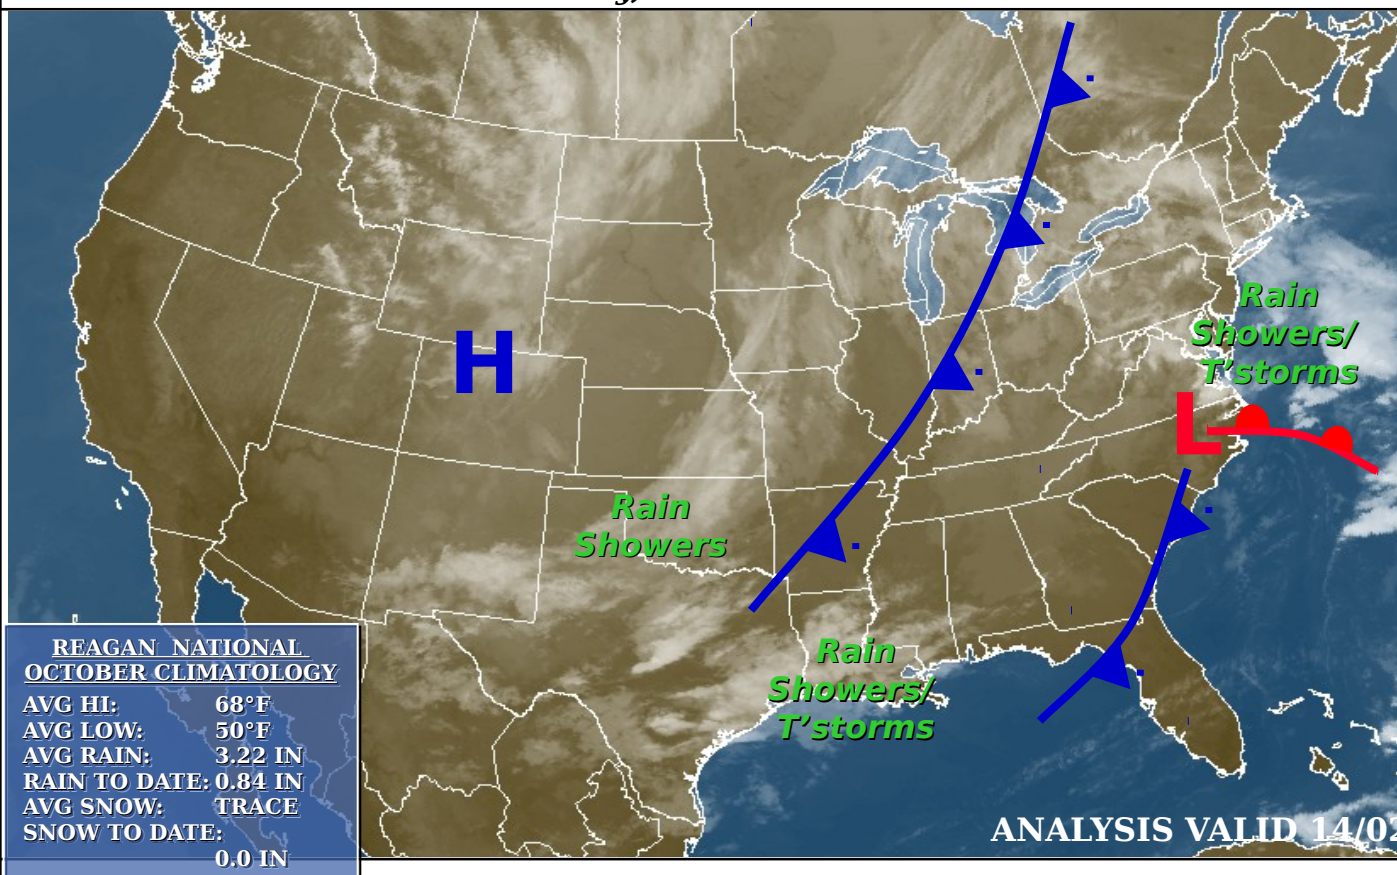 H
Rain
Showers/
T'storms
L
Rain
Showers
Rain
Showers/
T'storms
REAGAN NATIONAL
OCTOBER CLIMATOLOGY
AVG HI: 68°F
AVG LOW: 50°F
AVG RAIN: 3.22 IN
RAIN TO DATE: 0.84 IN
AVG SNOW: TRACE
SNOW TO DATE:
0.0 IN
ANALYSIS VALID